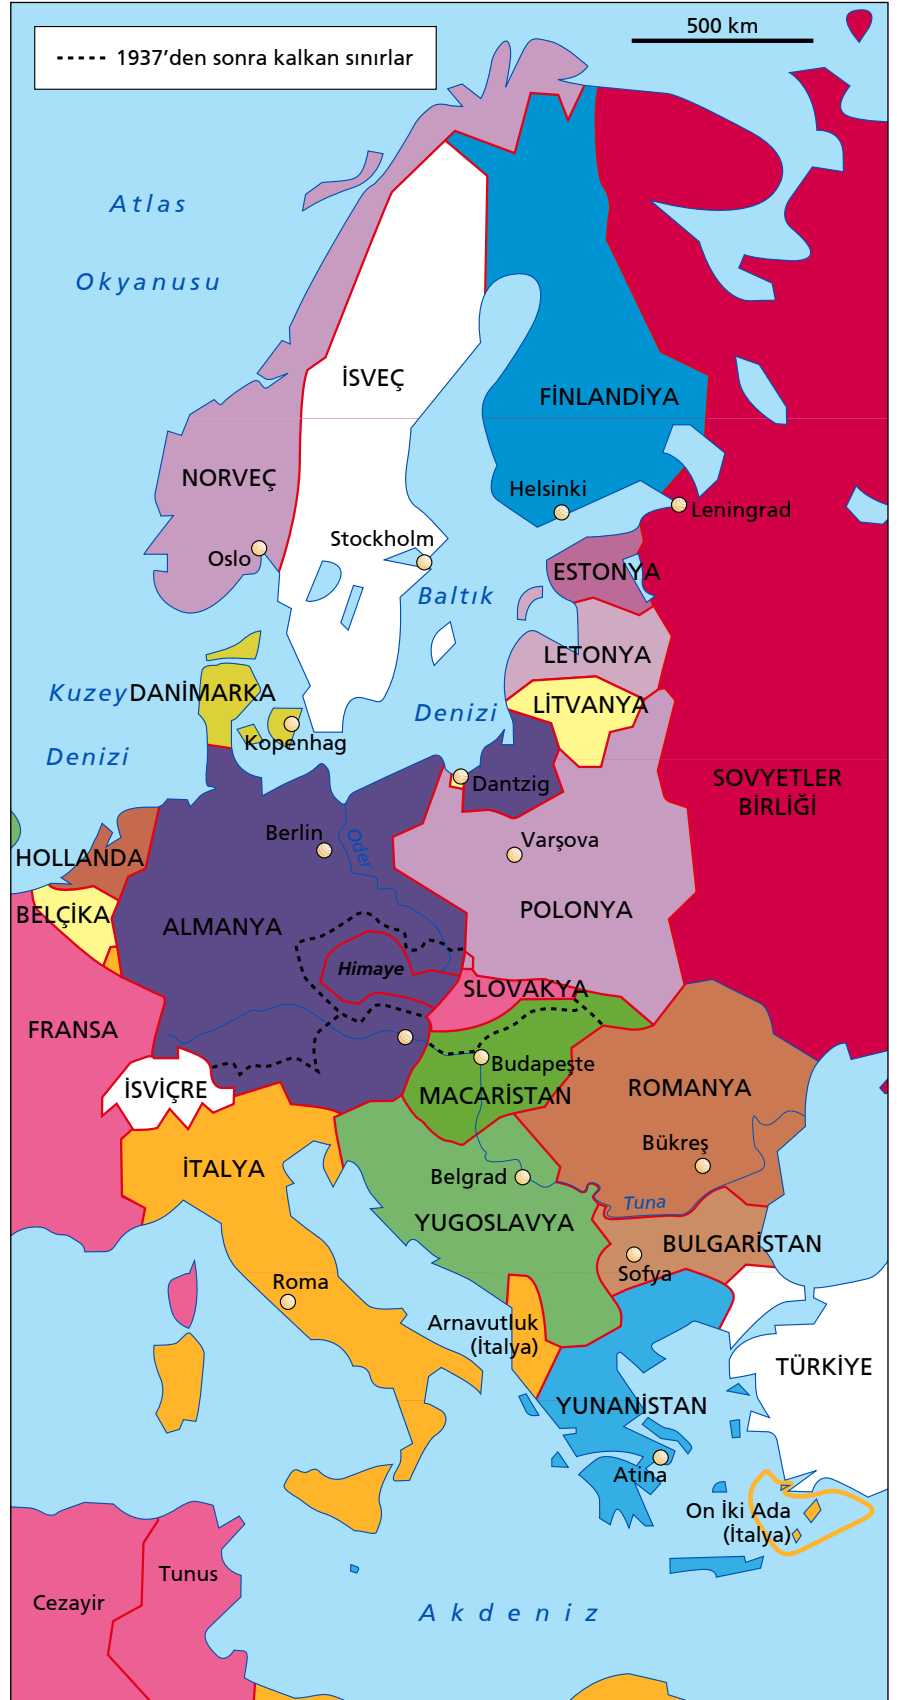 500 km
1937’den sonra kalkan sınırlar
Atlas
Okyanusu
İSVEÇ
FİNLANDİYA
NORVEÇ
Helsinki
Leningrad
Stockholm
Oslo
ESTONYA
Baltık
LETONYA
Kuzey
DANİMARKA
LİTVANYA
Denizi
Kopenhag
Denizi
Dantzig
SOVYETLER
BİRLİĞİ
Berlin
Oder
Varşova
HOLLANDA
BELÇİKA
POLONYA
ALMANYA
Himaye
SLOVAKYA
FRANSA
Budapeşte
İSVİÇRE
MACARİSTAN
ROMANYA
Bükreş
İTALYA
Belgrad
Tuna
YUGOSLAVYA
BULGARİSTAN
Sofya
Roma
Arnavutluk
(İtalya)
TÜRKİYE
YUNANİSTAN
Atina
On İki Ada
(İtalya)
Tunus
Cezayir
Akdeniz